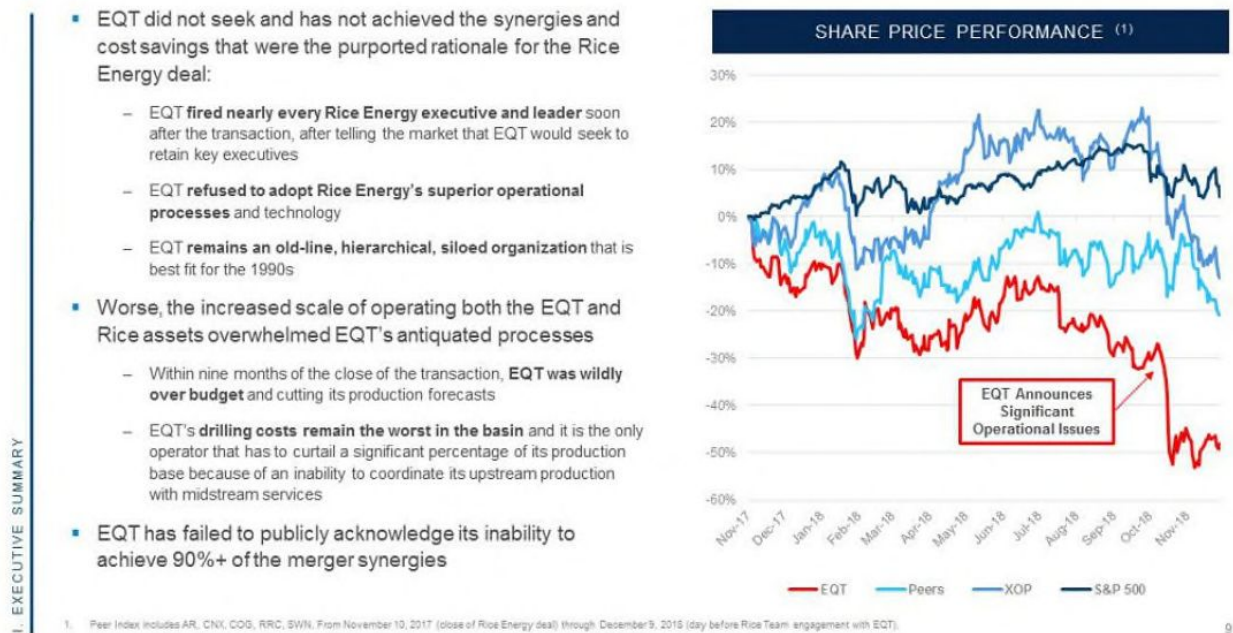 ▪ EQT did not seek and has not achieved the synergies and
cost savings that were the purported rationale for the Rice
Energy deal:
– EQT fired nearly every Rice Energy executive and leader soon
after the transaction, after telling the market that EQT would seek to
retain key executives
– EQT refused to adopt Rice Energy's superior operational
processes and technology
– EQT remains an old-line, hierarchical, siloed organization that is
best fit for the 1990s
▪ Worse, the increased scale of operating both the EQT and
Rice assets overwhelmed EQT's antiquated processes
– Within nine months of the close of the transaction, EQT was wildly
over budget and cutting its production forecasts
– EQT's drilling costs remain the worst in the basin and it is the only
operator that has to curtail a significant percentage of its production
base because of an inability to coordinate its upstream production
with midstream services
▪ EQT has failed to publicly acknowledge its inability to
achieve 90%+ of the merger synergies
I. EXECUTIVE SUMMARY
SHARE PRICE PERFORMANCE (1)
30%
20%
10%
0%
-10%
-20%
-30%
-40%
-50%
-60%
EQT Announces
Significant
Operational Issues
Nov-17
Dec-17
Jan-18
Feb-18
Mar-18
Apr-18
May-18
Jun-18
Jul-18
Aug-18
Sep-18
Oct-18
Nov-18
EQT
Peers
XOP
S&P 500
1. Peer Index includes AR, CNX, COG, RRC, SWN. From November 10, 2017 (close of Rice Energy deal) through December 9, 2018 (day before Rice Team engagement with EQT).
9